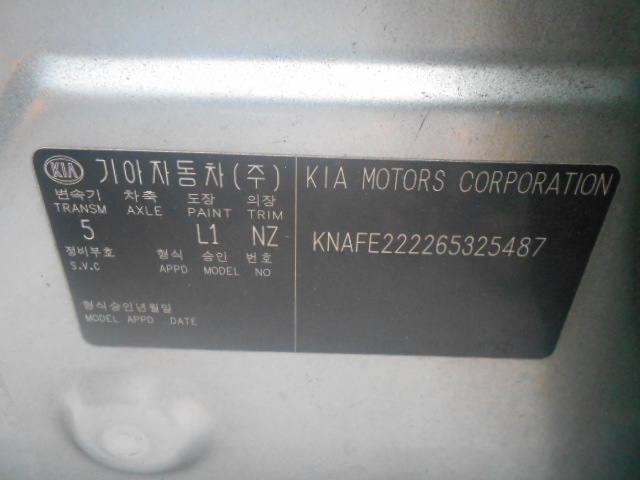 KIA 기아자동차(주)
변속기 차축 도장 의장
TRANSM AXLE PAINT TRIM
5 L1 NZ
정비부호 형식 승인 번호
S.V.C APPD MODEL NO
형식승인년월일
MODEL APPD DATE
KIA MOTORS CORPORATION
KNAFE222265325487